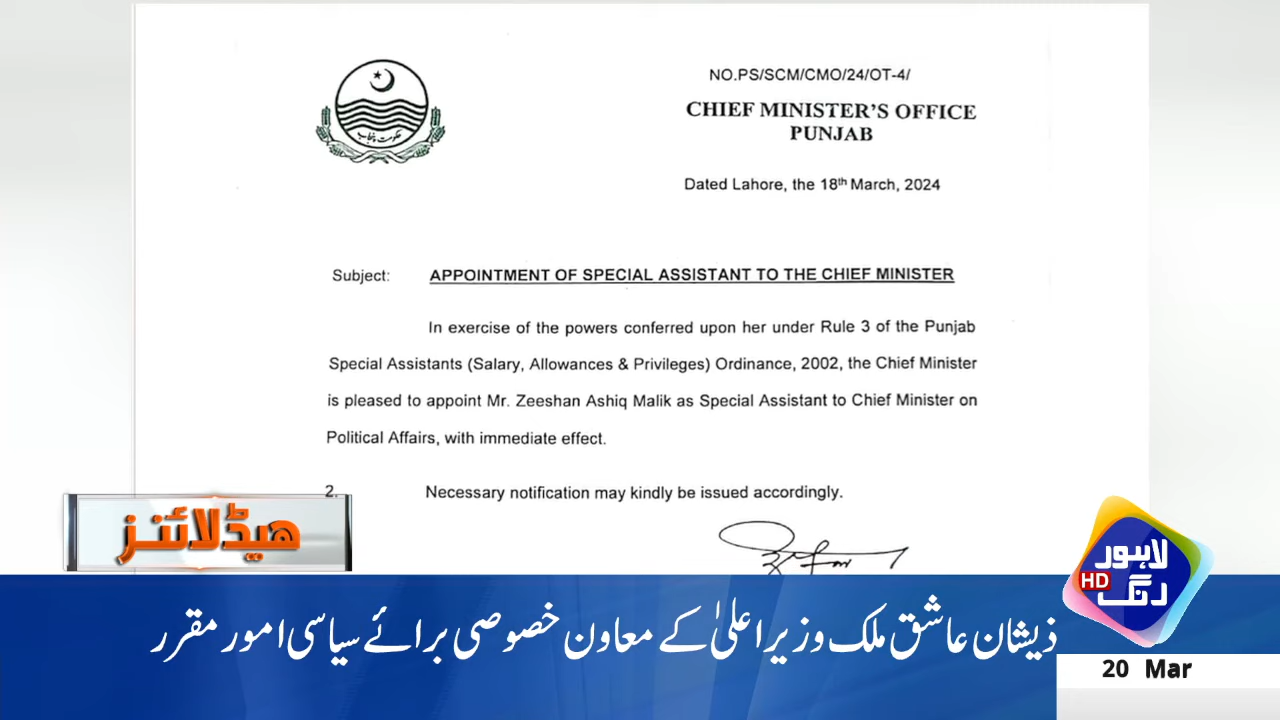 حکومت پنجاب
NO.PS/SCM/CMO/24/OT-4/
CHIEF MINISTER'S OFFICE
PUNJAB
Dated Lahore, the 18th March, 2024
Subject: APPOINTMENT OF SPECIAL ASSISTANT TO THE CHIEF MINISTER
In exercise of the powers conferred upon her under Rule 3 of the Punjab
Special Assistants (Salary, Allowances & Privileges) Ordinance, 2002, the Chief Minister
is pleased to appoint Mr. Zeeshan Ashiq Malik as Special Assistant to Chief Minister on
Political Affairs, with immediate effect.
2. Necessary notification may kindly be issued accordingly.
ہیڈلائنز
لاہور
رنگ
HD
ذیشان عاشق ملک وزیراعلیٰ کے معاون خصوصی برائے سیاسی امور مقرر
20 Mar